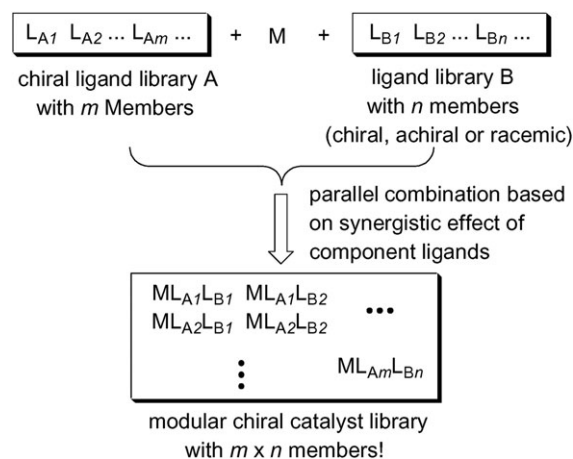 LA1 LA2 ... LAm ... + M + LB1 LB2 ... LBn ...
chiral ligand library A
with m Members
ligand library B
with n members
(chiral, achiral or racemic)
parallel combination based
on synergistic effect of
component ligands
MLA1LB1 MLA1LB2 •••
MLA2LB1 MLA2LB2
⋮ MLAmLBn
modular chiral catalyst library
with m x n members!